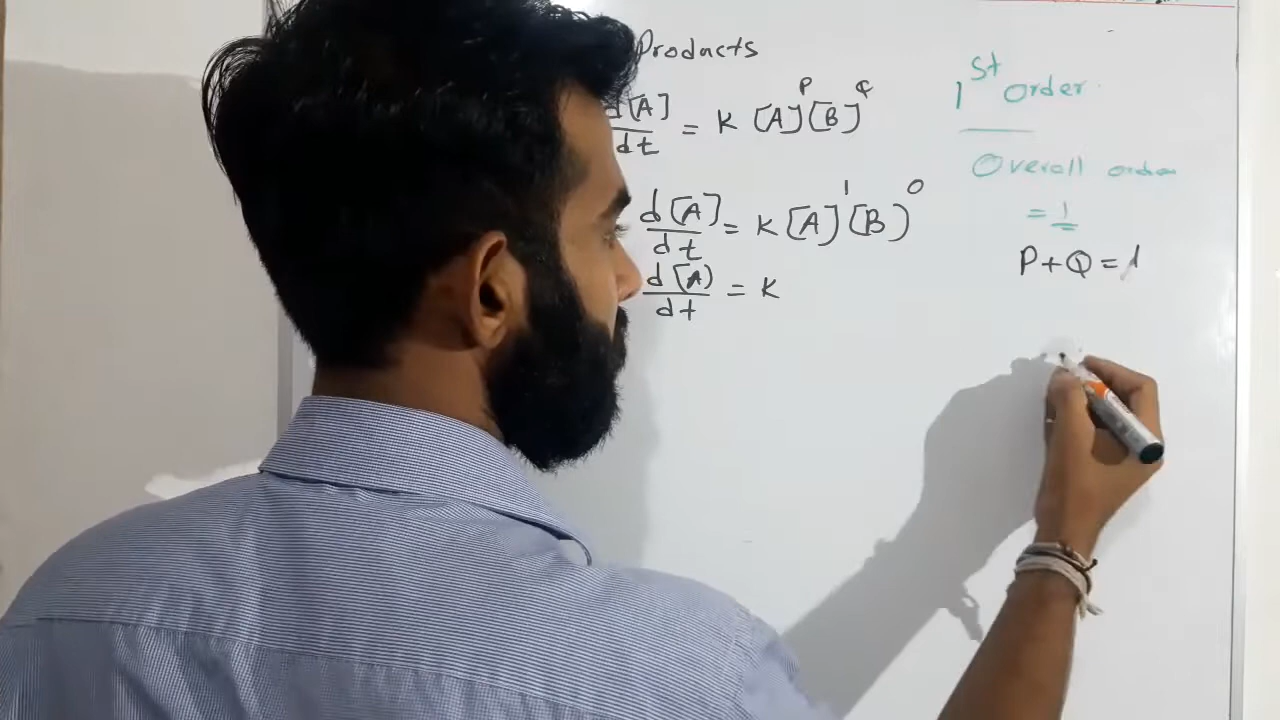 Products
d[A]/dt = K [A]^P [B]^Q
d[A]/dt = K [A]^1 [B]^0
d[A]/dt = K
1st order
Overall order
= 1
P+Q = 1